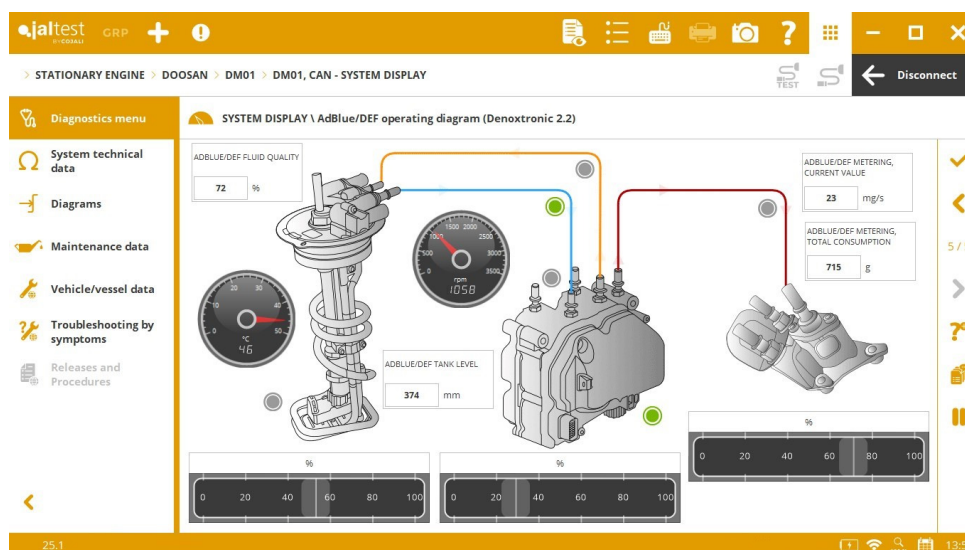 jaltest
BY COJALI
GRP
STATIONARY ENGINE > DOOSAN > DM01 > DM01, CAN - SYSTEM DISPLAY
TEST
Disconnect
Diagnostics menu
System technical
data
Diagrams
Maintenance data
Vehicle/vessel data
Troubleshooting by
symptoms
Releases and
Procedures
SYSTEM DISPLAY \ AdBlue/DEF operating diagram (Denoxtronic 2.2)
ADBLUE/DEF FLUID QUALITY
72 %
0 10 20 30 40 50
°C
46
0 500 1000 1500 2000 2500 3000 3500
rpm
1058
ADBLUE/DEF TANK LEVEL
374 mm
ADBLUE/DEF METERING,
CURRENT VALUE
23 mg/s
ADBLUE/DEF METERING,
TOTAL CONSUMPTION
715 g
%
0 20 40 60 80 100
%
0 20 40 60 80 100
%
0 20 40 60 80 100
5 /
25.1